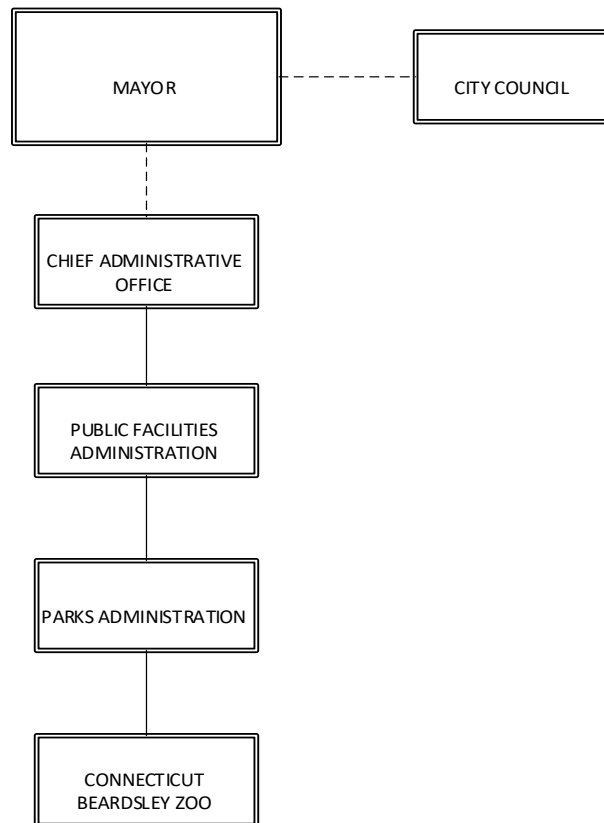 MAYOR
CITY COUNCIL
CHIEF ADMINISTRATIVE
OFFICE
PUBLIC FACILITIES
ADMINISTRATION
PARKS ADMINISTRATION
CONNECTICUT
BEARDSLEY ZOO